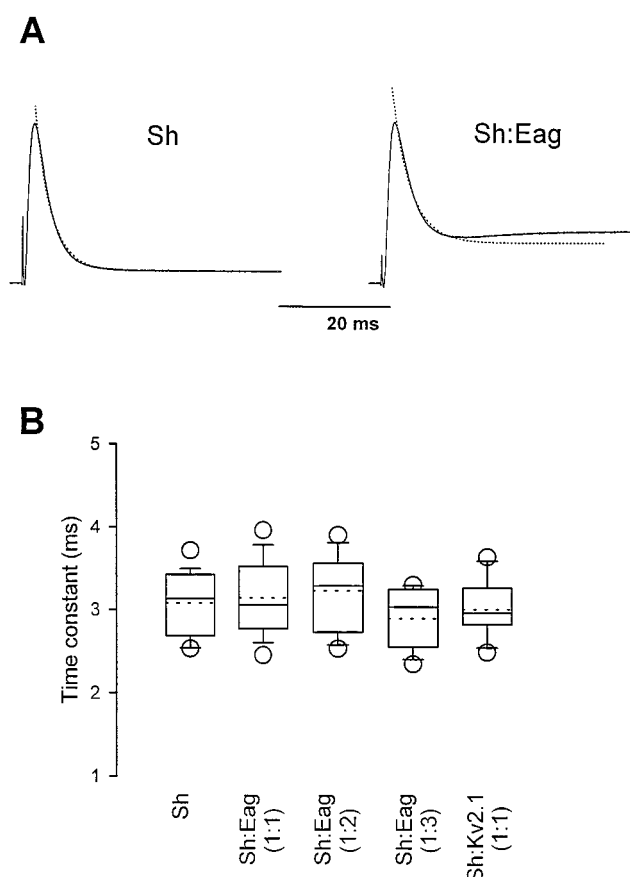 A
Sh
Sh:Eag
20 ms
B
Time constant (ms)
5
4
3
2
1
Sh
Sh:Eag
(1:1)
Sh:Eag
(1:2)
Sh:Eag
(1:3)
Sh:Kv2.1
(1:1)